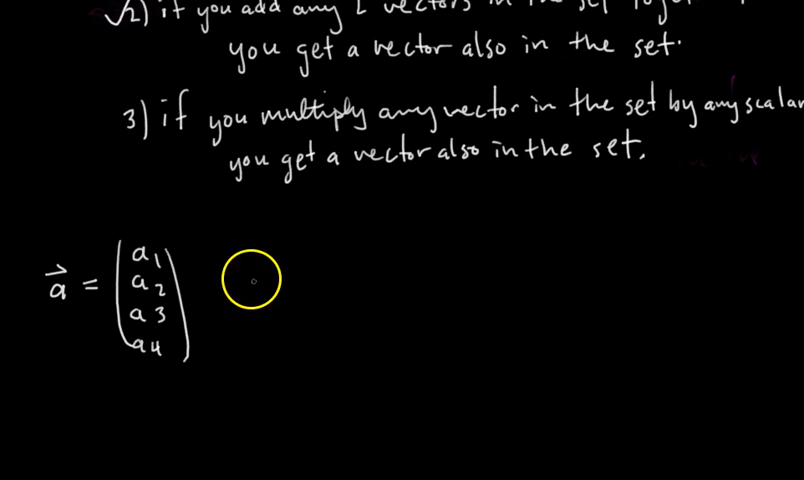 √2) if you add any 2 vectors in the set toget
you get a vector also in the set.
3) if you multiply any vector in the set by any scalar
you get a vector also in the set.
a = ( a1
a2
a3
a4 )